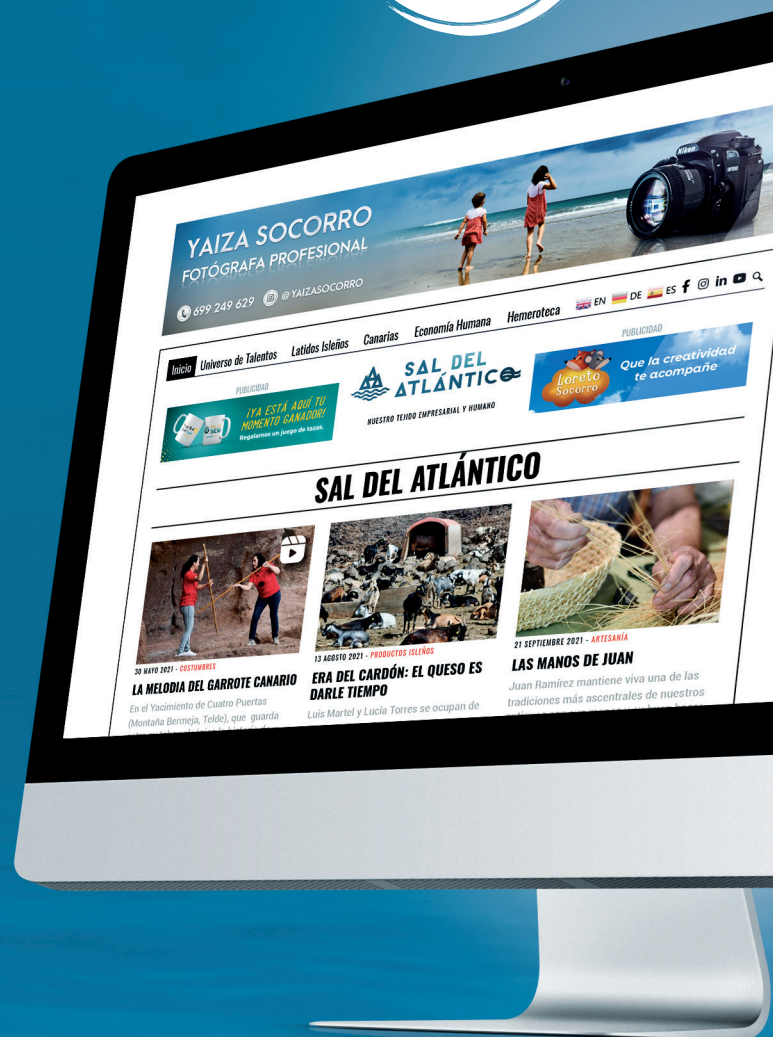 YAIZA SOCORRO
FOTÓGRAFA PROFESIONAL
699 249 629 @YAIZASOCORRO
Nikon
Inicio Universo de Talentos Latidos Isleños Canarias Economía Humana Hemeroteca EN DE ES f in
PUBLICIDAD
¡YA ESTÁ AQUÍ TU
MOMENTO GANADOR!
Regalamos un juego de tazas.
SAL DEL
ATLÁNTICO
NUESTRO TEJIDO EMPRESARIAL Y HUMANO
PUBLICIDAD
Loreto
Socorro
Que la creatividad
te acompañe
SAL DEL ATLÁNTICO
30 MAYO 2021 - COSTUMBRES
LA MELODIA DEL GARROTE CANARIO
En el Yacimiento de Cuatro Puertas
(Montaña Bermeja, Telde), que guarda
13 AGOSTO 2021 - PRODUCTOS ISLEÑOS
ERA DEL CARDÓN: EL QUESO ES
DARLE TIEMPO
Luis Martel y Lucía Torres se ocupan de
21 SEPTIEMBRE 2021 - ARTESANÍA
LAS MANOS DE JUAN
Juan Ramírez mantiene viva una de las
tradiciones más ascentrales de nuestros